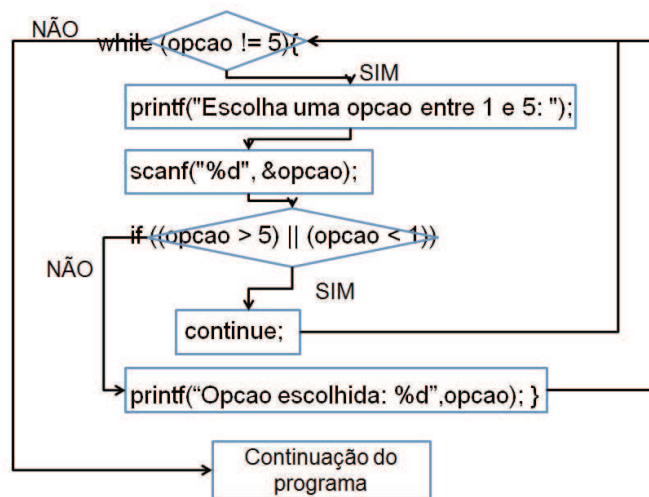 NÃO
while (opcao != 5){
SIM
printf("Escolha uma opcao entre 1 e 5: ");
scanf("%d", &opcao);
if ((opcao > 5) || (opcao < 1))
NÃO
SIM
continue;
printf(“Opcao escolhida: %d”,opcao); }
Continuação do
programa